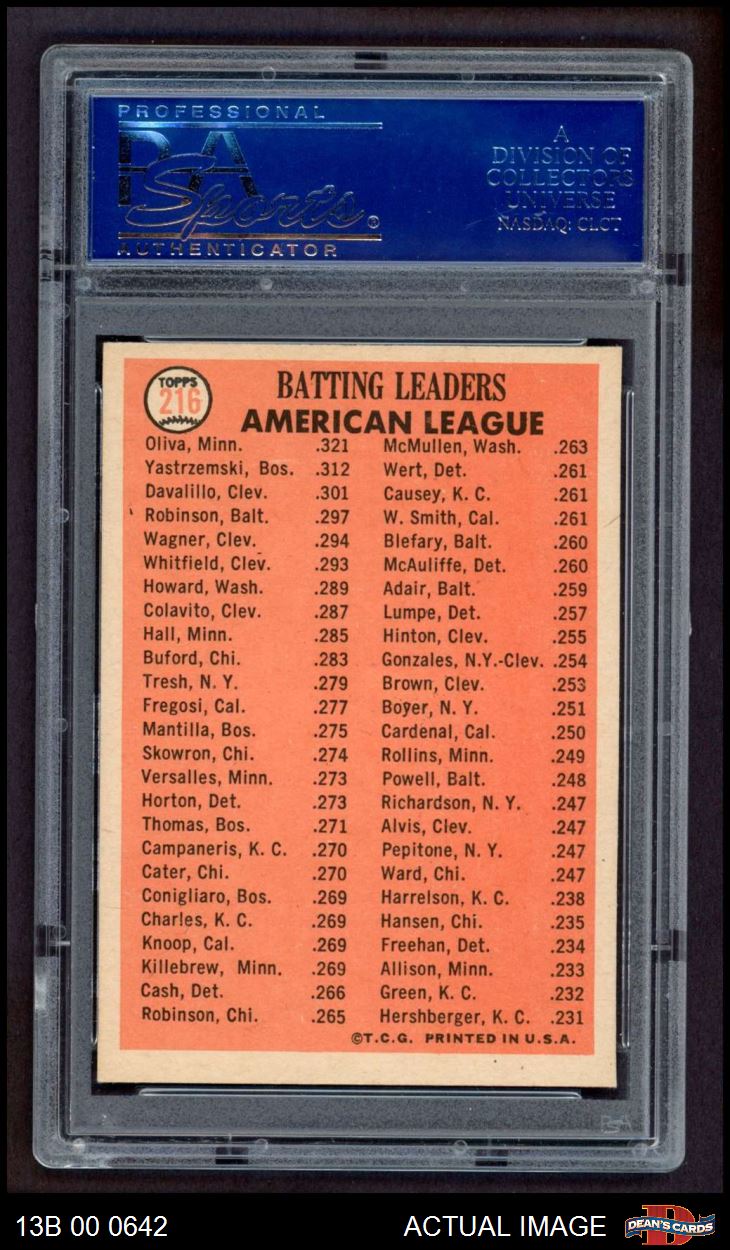 PROFESSIONAL
PSA
Sports®
AUTHENTICATOR
A
DIVISION OF
COLLECTORS
UNIVERSE
NASDAQ: CLCT
TOPPS
216
BATTING LEADERS
AMERICAN LEAGUE
Oliva, Minn. .321
Yastrzemski, Bos. .312
Davalillo, Clev. .301
Robinson, Balt. .297
Wagner, Clev. .294
Whitfield, Clev. .293
Howard, Wash. .289
Colavito, Clev. .287
Hall, Minn. .285
Buford, Chi. .283
Tresh, N. Y. .279
Fregosi, Cal. .277
Mantilla, Bos. .275
Skowron, Chi. .274
Versalles, Minn. .273
Horton, Det. .273
Thomas, Bos. .271
Campaneris, K. C. .270
Cater, Chi. .270
Conigliaro, Bos. .269
Charles, K. C. .269
Knoop, Cal. .269
Killebrew, Minn. .269
Cash, Det. .266
Robinson, Chi. .265
McMullen, Wash. .263
Wert, Det. .261
Causey, K. C. .261
W. Smith, Cal. .261
Blefary, Balt. .260
McAuliffe, Det. .260
Adair, Balt. .259
Lumpe, Det. .257
Hinton, Clev. .255
Gonzales, N.Y.-Clev. .254
Brown, Clev. .253
Boyer, N. Y. .251
Cardenal, Cal. .250
Rollins, Minn. .249
Powell, Balt. .248
Richardson, N. Y. .247
Alvis, Clev. .247
Pepitone, N. Y. .247
Ward, Chi. .247
Harrelson, K. C. .238
Hansen, Chi. .235
Freehan, Det. .234
Allison, Minn. .233
Green, K. C. .232
Hershberger, K. C. .231
©T.C.G. PRINTED IN U.S.A.
PSA
13B 00 0642
ACTUAL IMAGE
DEAN'S CARDS